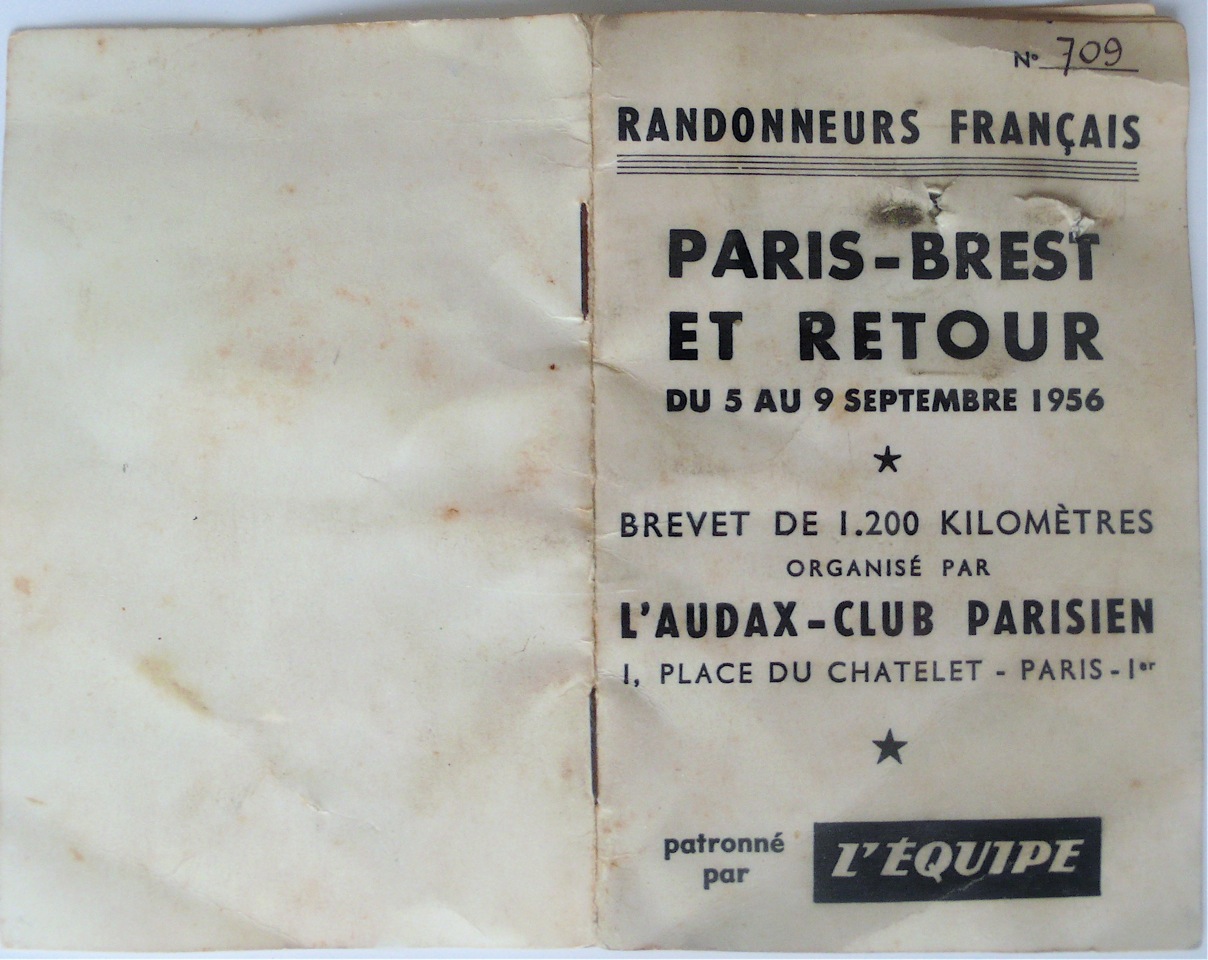 Nº 709
RANDONNEURS FRANÇAIS
PARIS-BREST
ET RETOUR
DU 5 AU 9 SEPTEMBRE 1956
BREVET DE 1.200 KILOMÈTRES
ORGANISÉ PAR
L'AUDAX-CLUB PARISIEN
1, PLACE DU CHATELET - PARIS-1er
patronné
par
L'ÉQUIPE